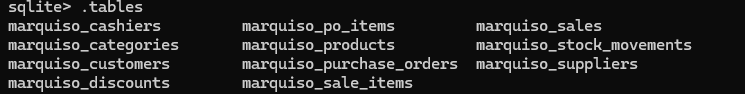 sqlite> .tables
marquiso_cashiers marquiso_po_items marquiso_sales
marquiso_categories marquiso_products marquiso_stock_movements
marquiso_customers marquiso_purchase_orders marquiso_suppliers
marquiso_discounts marquiso_sale_items